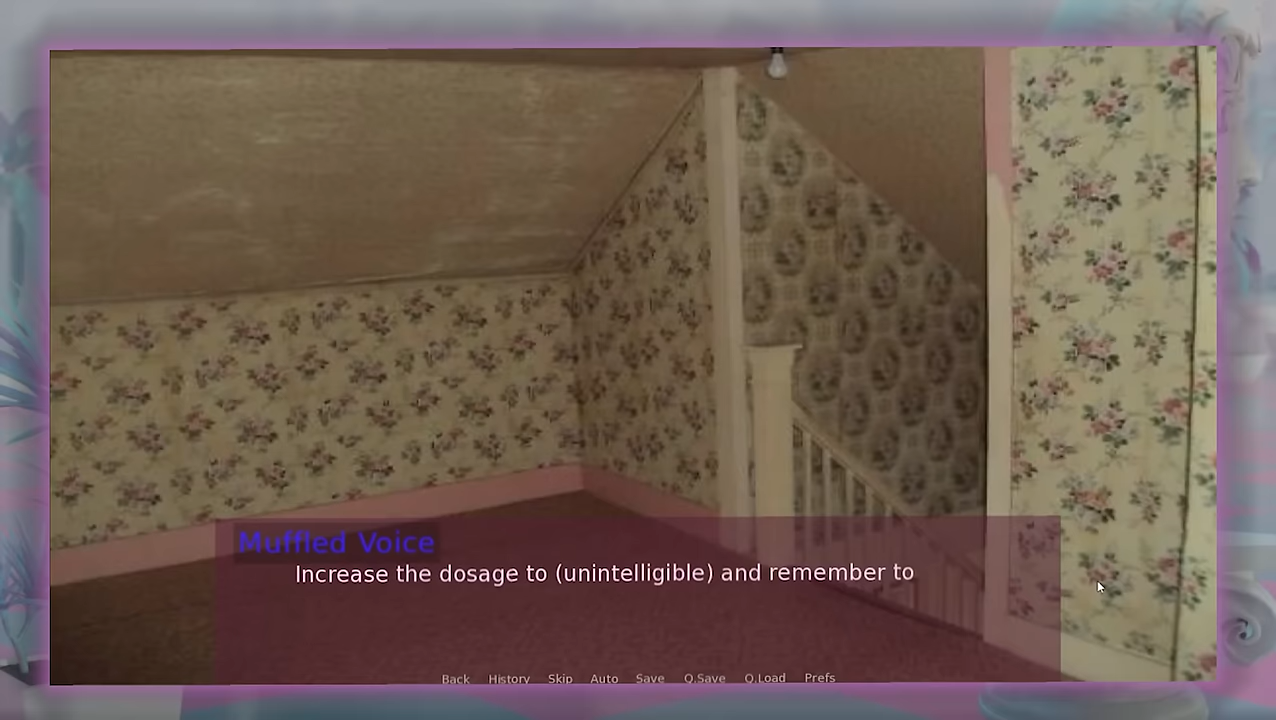 Muffled Voice
Increase the dosage to (unintelligible) and remember to
Back History Skip Auto Save Q.Save Q.Load Prefs